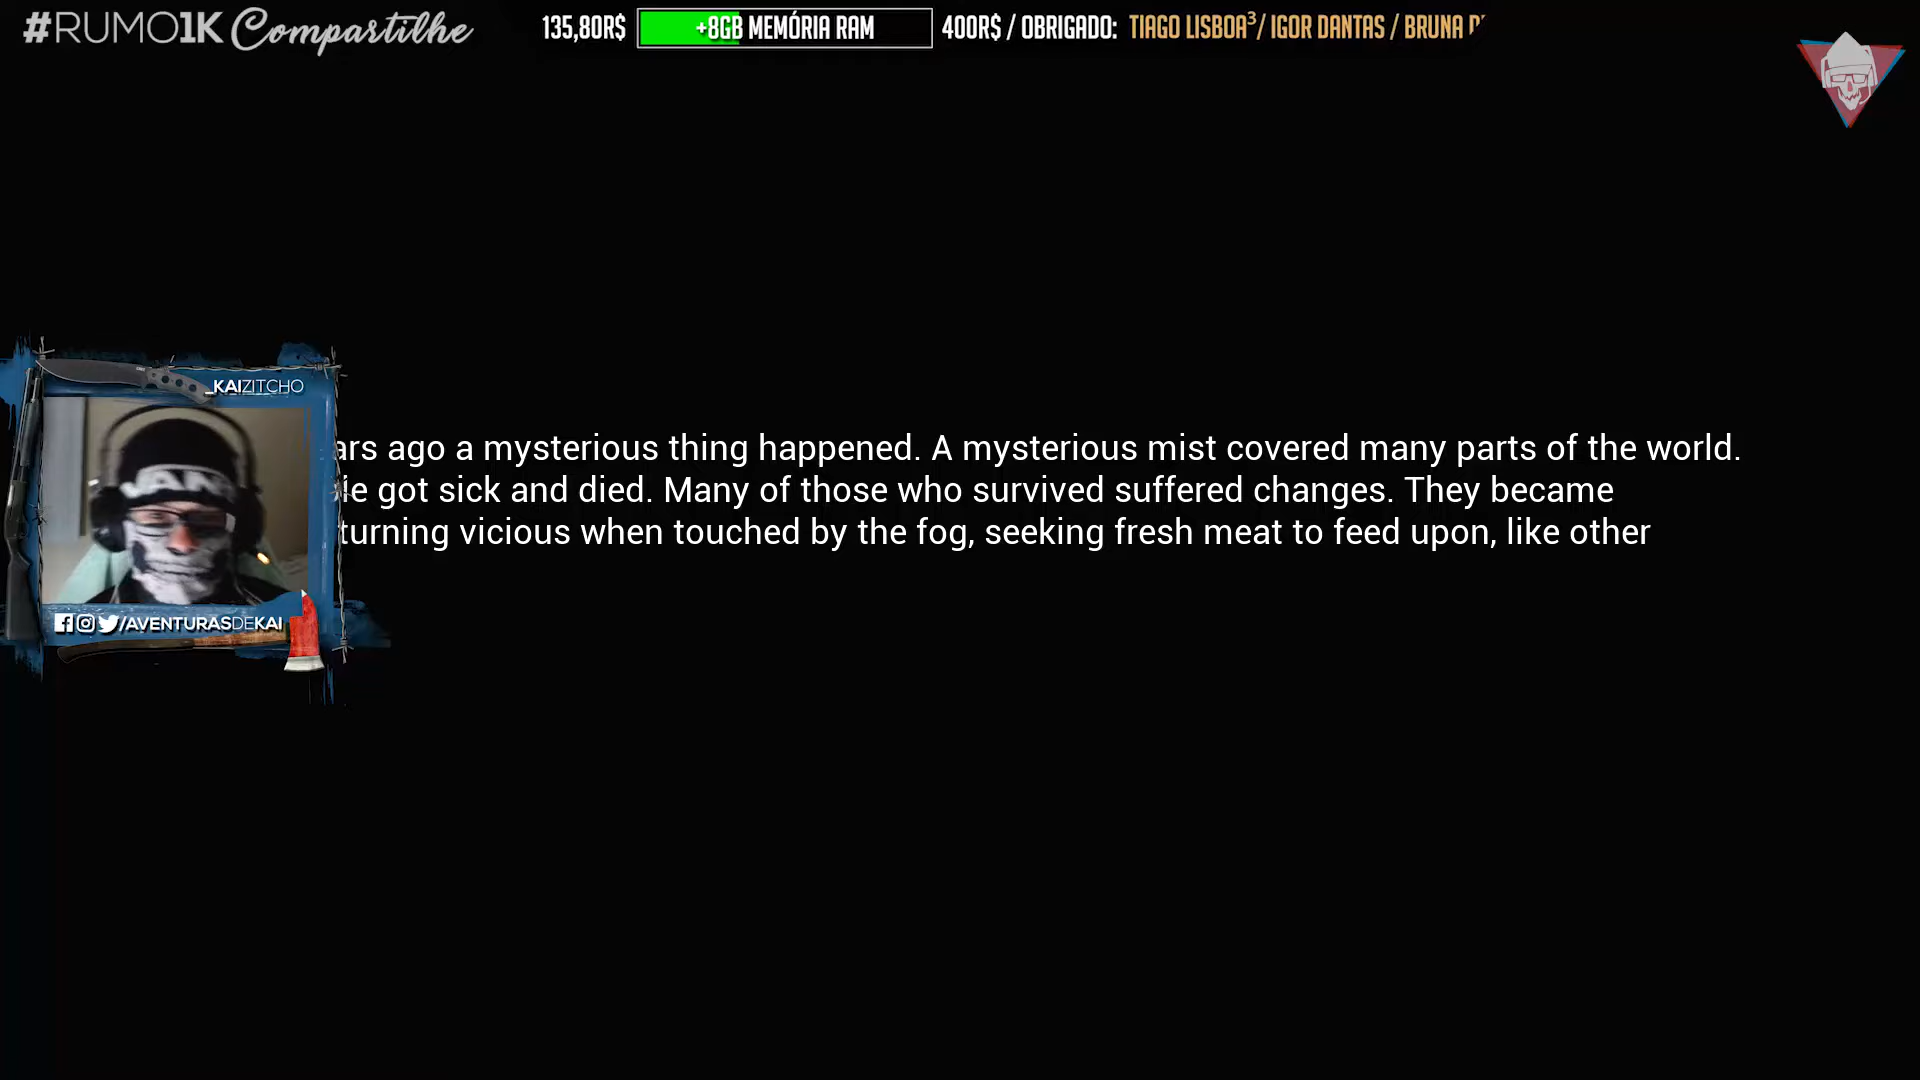 #RUMO1K Compartilhe
135,80R$ +8GB MEMÓRIA RAM 400R$ / OBRIGADO: TIAGO LISBOA³/ IGOR DANTAS / BRUNA
_KAIZITCHO
ars ago a mysterious thing happened. A mysterious mist covered many parts of the world.
le got sick and died. Many of those who survived suffered changes. They became
turning vicious when touched by the fog, seeking fresh meat to feed upon, like other
/AVENTURASDEKAI